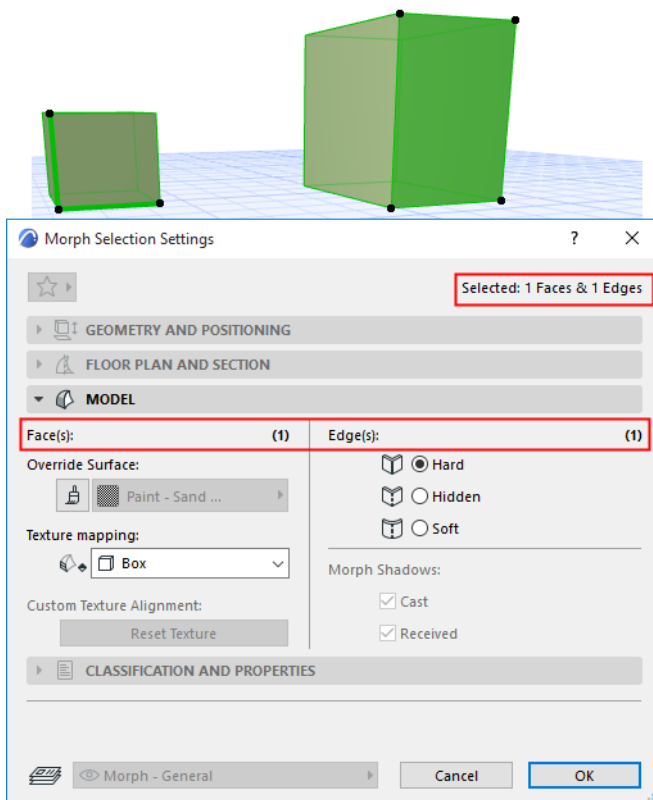 Morph Selection Settings ?
Selected: 1 Faces & 1 Edges
GEOMETRY AND POSITIONING
FLOOR PLAN AND SECTION
MODEL
Face(s): (1) Edge(s): (1)
Override Surface:
Hard
Paint - Sand ...
Hidden
Soft
Texture mapping:
Box
Morph Shadows:
Cast
Custom Texture Alignment:
Reset Texture
Received
CLASSIFICATION AND PROPERTIES
Morph - General Cancel OK